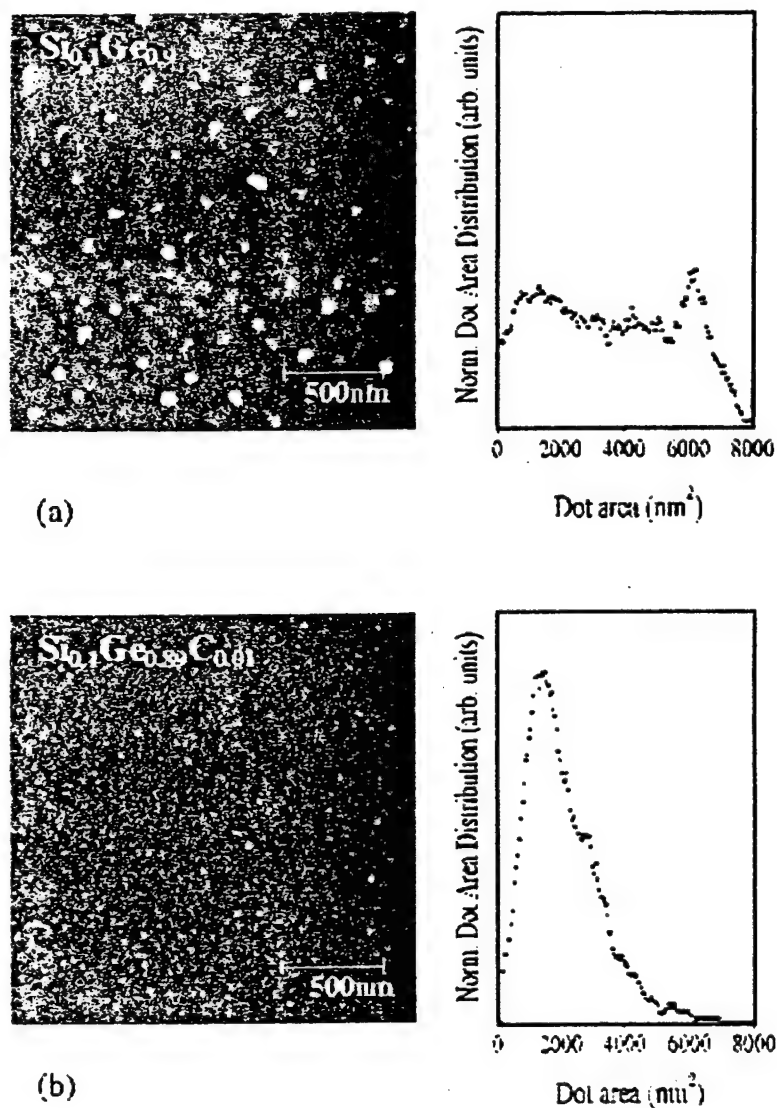 Si0.1Ge0.9
500nm
Norm. Dot Area Distribution (arb. units)
0 2000 4000 6000 8000
Dot area (nm²)
(a)
Si0.1Ge0.89C0.01
500nm
Norm. Dot Area Distribution (arb. units)
0 2000 4000 6000 8000
Dot area (nm²)
(b)